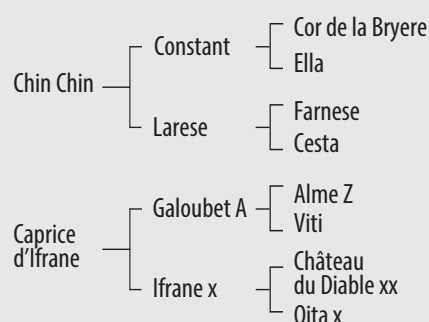 Cor de la Bryere
Constant
Ella
Chin Chin
Farnese
Larese
Cesta
Alme Z
Galoubet A
Viti
Caprice
d'Ifrane
Château
du Diable xx
Ifrane x
Oita x